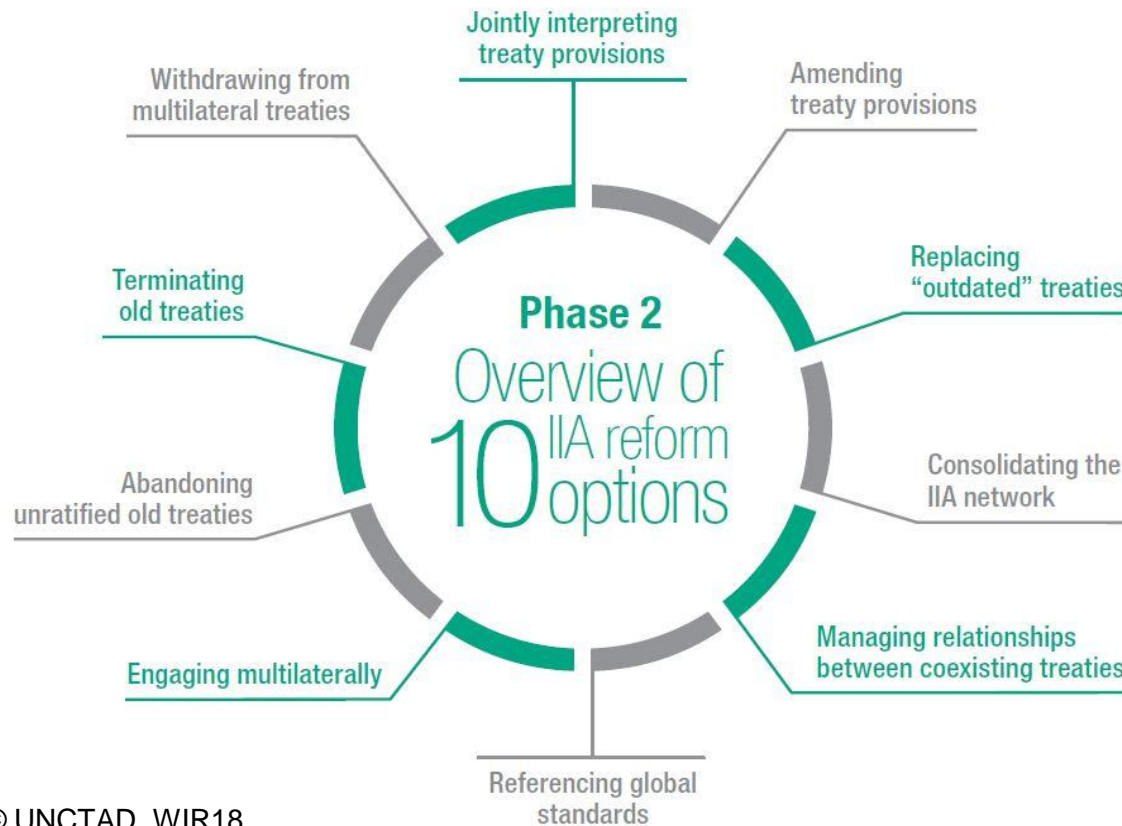 Jointly interpreting
treaty provisions
Amending
treaty provisions
Replacing
“outdated” treaties
Consolidating the
IIA network
Managing relationships
between coexisting treaties
Referencing global
standards
Engaging multilaterally
Abandoning
unratified old treaties
Terminating
old treaties
Withdrawing from
multilateral treaties
Phase 2
Overview of
10 IIA reform
options
© UNCTAD, WIR18